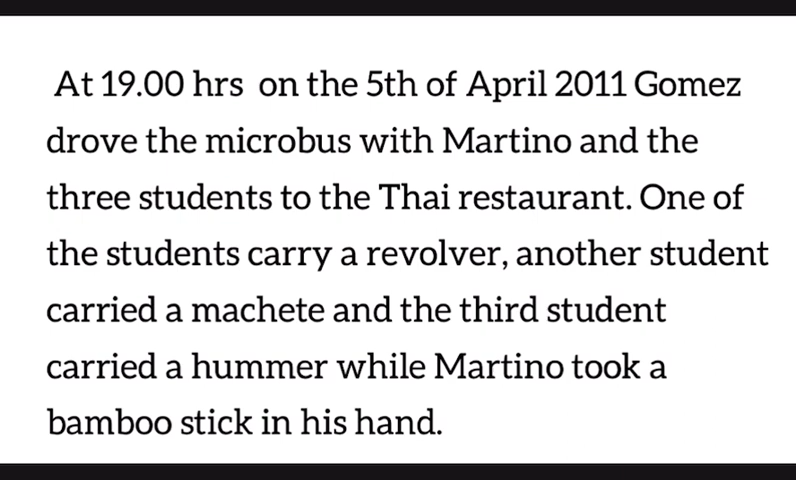 At 19.00 hrs on the 5th of April 2011 Gomez
drove the microbus with Martino and the
three students to the Thai restaurant. One of
the students carry a revolver, another student
carried a machete and the third student
carried a hummer while Martino took a
bamboo stick in his hand.